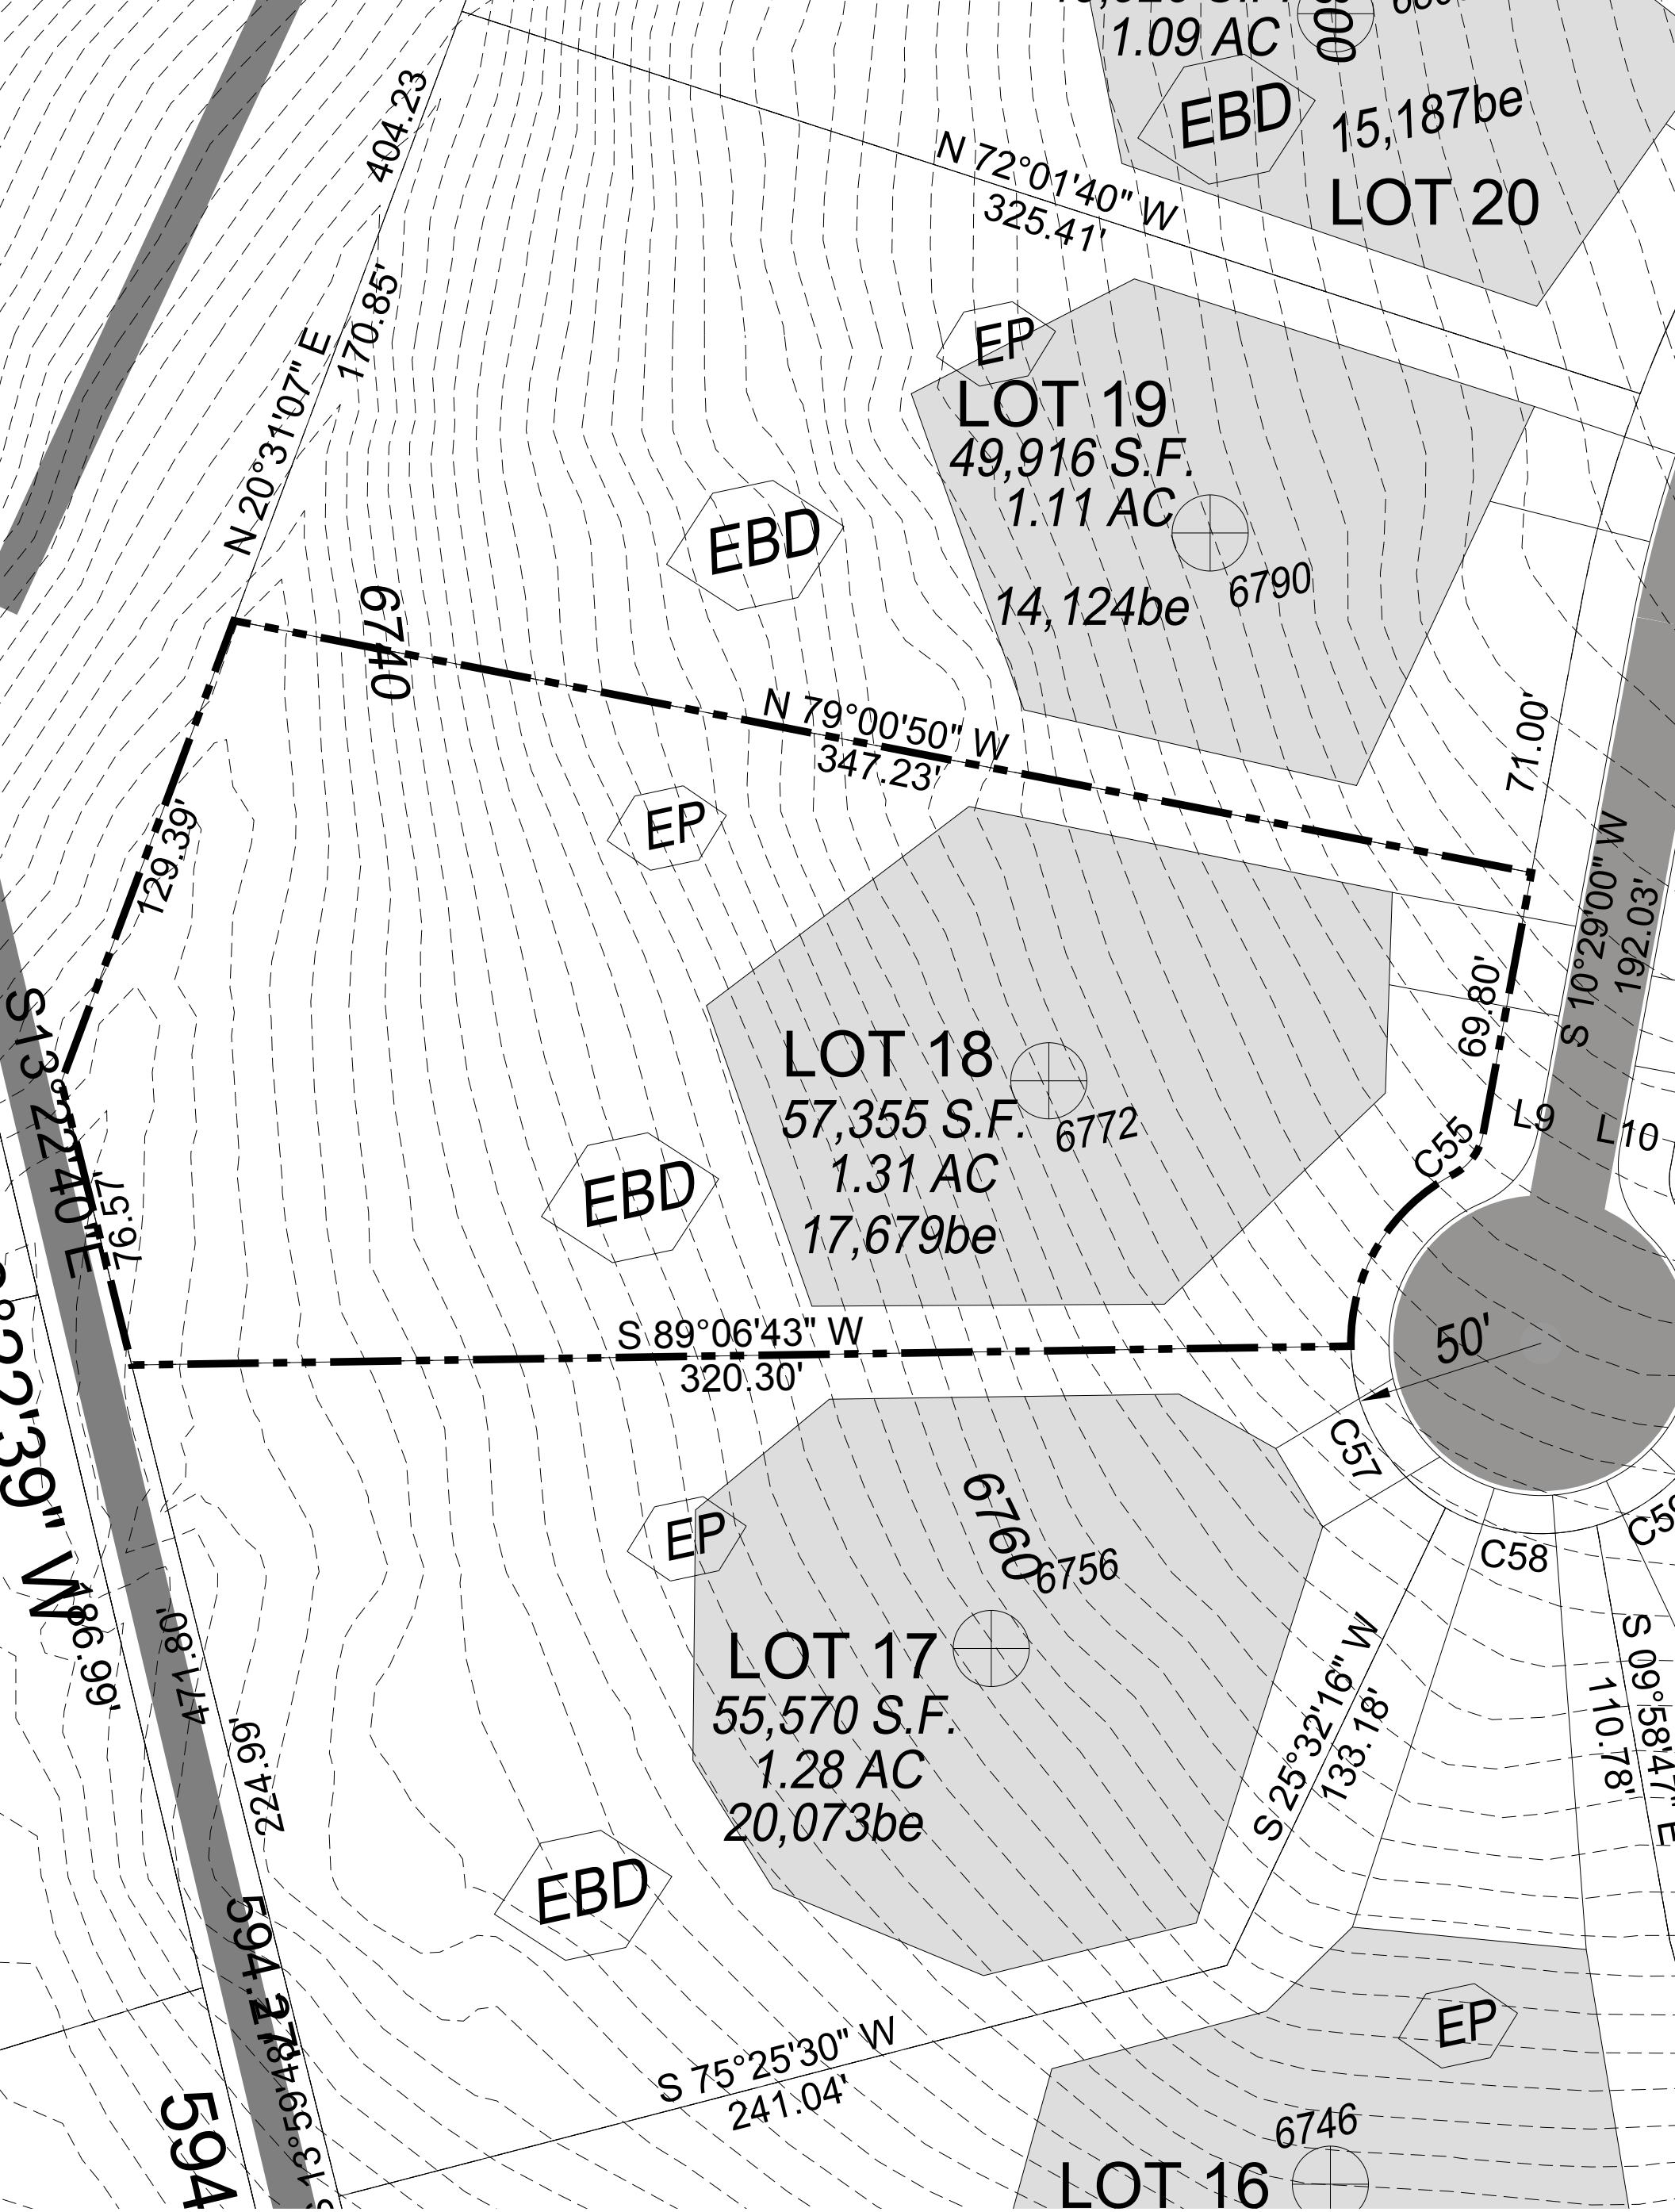 1.09 AC
EBD
15,187be
LOT 20
404.23
N 72°01'40" W
325.41'
170.85'
N 20°31'07" E
EP
LOT 19
49,916 S.F.
1.11 AC
EBD
6790
14,124be
6740
71.00'
N 79°00'50" W
347.23'
EP
129.39'
S 10°29'00" W
192.03'
69.80'
S13°22'40"E
LOT 18
57,355 S.F.
6772
1.31 AC
17,679be
EBD
C55
L9
L10
76.57'
S 89°06'43" W
320.30'
50'
C57
EP
6760
6756
C58
LOT 17
55,570 S.F.
1.28 AC
20,073be
186.99'
471.80'
224.69'
S 25°32'16" W
133.18'
S 09°58'47" E
110.78'
EBD
EP
S 75°25'30" W
241.04'
594
6746
LOT 16